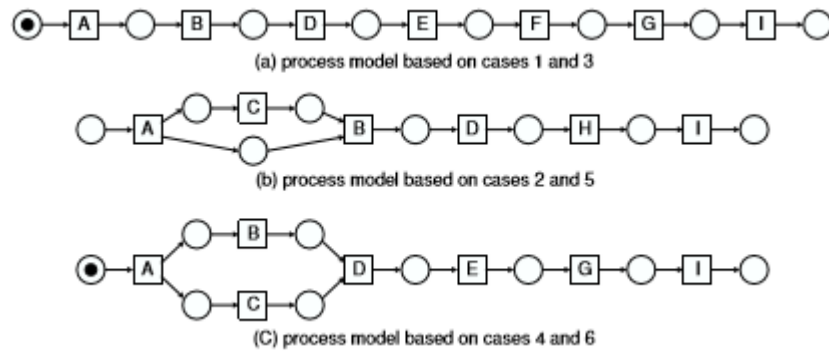 A B D E F G I
(a) process model based on cases 1 and 3
C
A B D H I
(b) process model based on cases 2 and 5
B
A D E G I
C
(C) process model based on cases 4 and 6